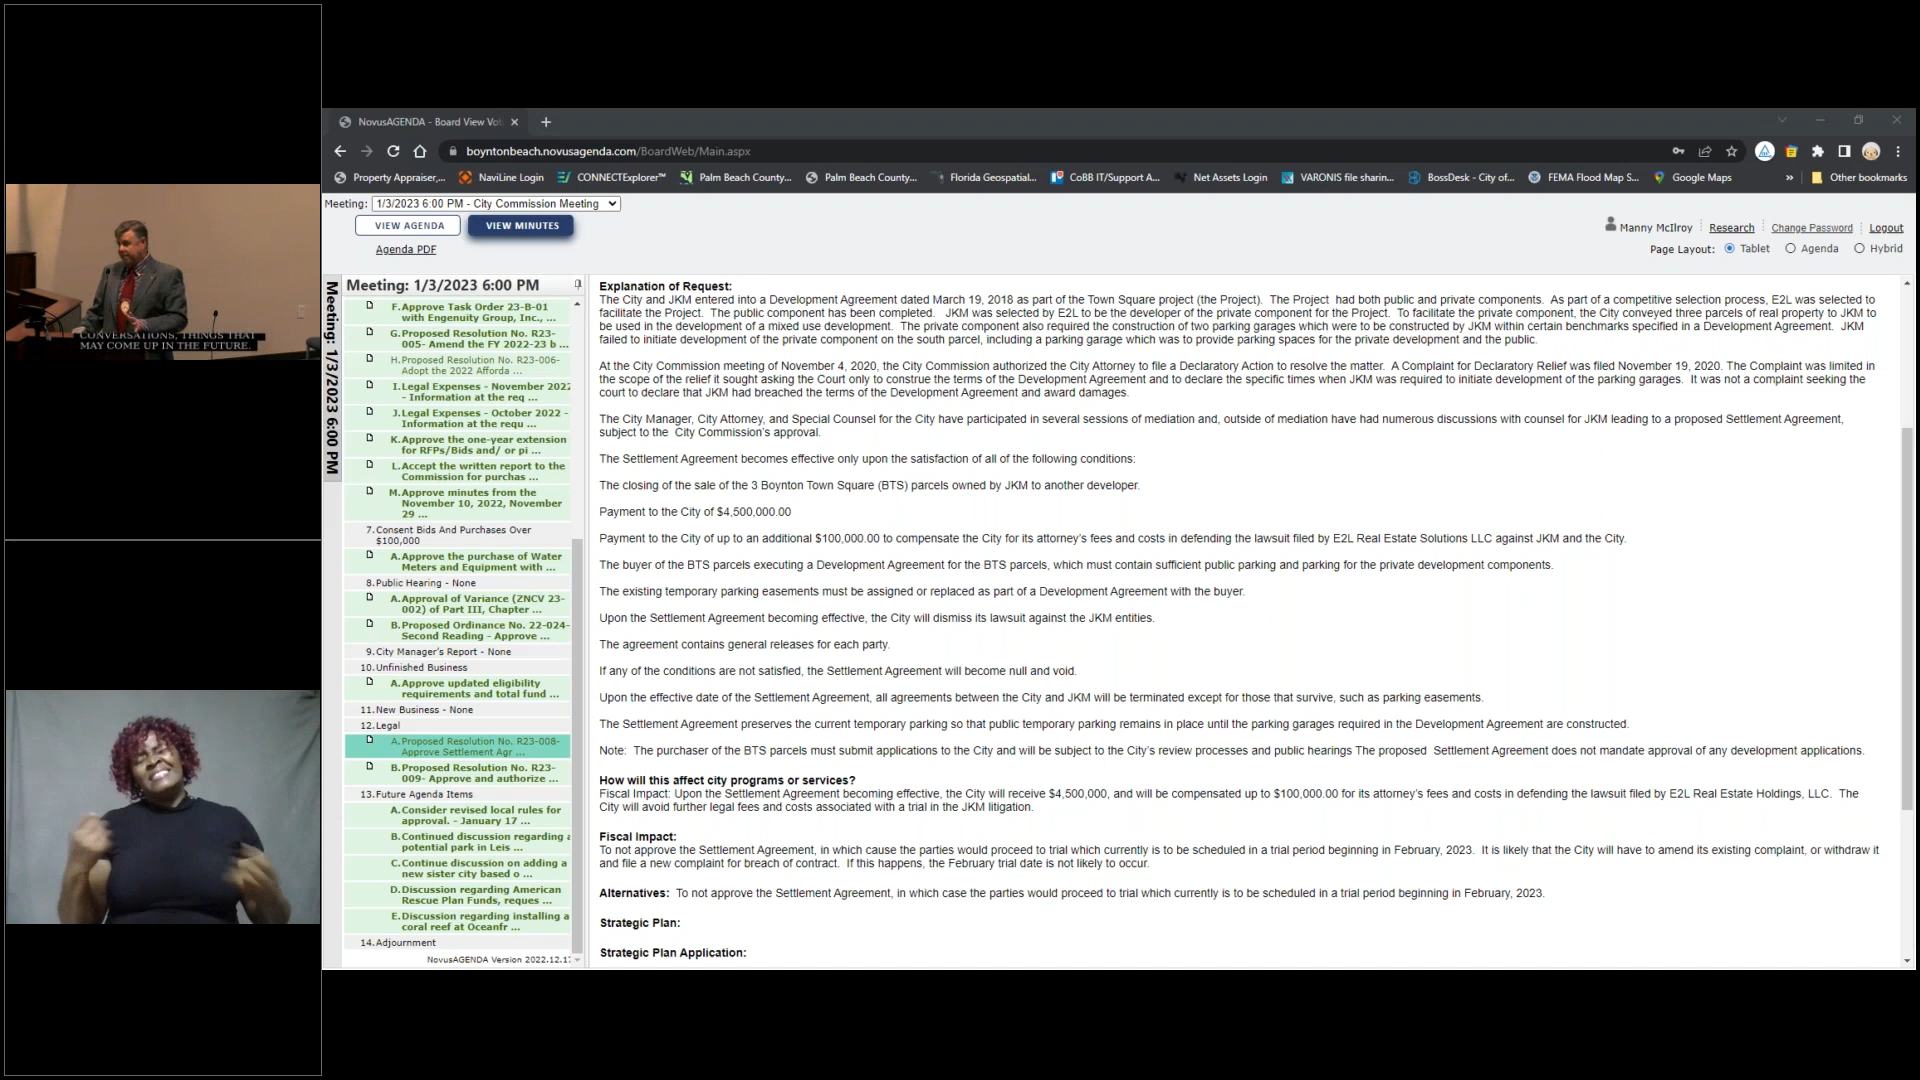 CONVERSATIONS, THINGS THAT
MAY COME UP IN THE FUTURE.
NovusAGENDA - Board View Vot
boyntonbeach.novusagenda.com/BoardWeb/Main.aspx
Property Appraiser,... NaviLine Login CONNECTExplorer™ Palm Beach County... Palm Beach County... Florida Geospatial... CoBB IT/Support A... Net Assets Login VARONIS file sharin... BossDesk - City of... FEMA Flood Map S... Google Maps » Other bookmarks
Meeting: 1/3/2023 6:00 PM - City Commission Meeting
VIEW AGENDA VIEW MINUTES
Agenda PDF
Manny McIlroy Research Change Password Logout
Page Layout: Tablet Agenda Hybrid
Meeting: 1/3/2023 6:00 PM
Meeting: 1/3/2023 6:00 PM
F.Approve Task Order 23-B-01
with Engenuity Group, Inc., ...
G.Proposed Resolution No. R23-
005- Amend the FY 2022-23 b ...
H.Proposed Resolution No. R23-006-
Adopt the 2022 Afforda ...
I.Legal Expenses - November 2022
- Information at the req ...
J.Legal Expenses - October 2022 -
Information at the requ ...
K.Approve the one-year extension
for RFPs/Bids and/ or pi ...
L.Accept the written report to the
Commission for purchas ...
M.Approve minutes from the
November 10, 2022, November
29 ...
7.Consent Bids And Purchases Over
$100,000
A.Approve the purchase of Water
Meters and Equipment with ...
8.Public Hearing - None
A.Approval of Variance (ZNCV 23-
002) of Part III, Chapter ...
B.Proposed Ordinance No. 22-024-
Second Reading - Approve ...
9.City Manager's Report - None
10.Unfinished Business
A.Approve updated eligibility
requirements and total fund ...
11.New Business - None
12.Legal
A.Proposed Resolution No. R23-008-
Approve Settlement Agr ...
B.Proposed Resolution No. R23-
009- Approve and authorize ...
13.Future Agenda Items
A.Consider revised local rules for
approval. - January 17 ...
B.Continued discussion regarding a
potential park in Leis ...
C.Continue discussion on adding a
new sister city based o ...
D.Discussion regarding American
Rescue Plan Funds, reques ...
E.Discussion regarding installing a
coral reef at Oceanfr ...
14.Adjournment
NovusAGENDA Version 2022.12.17
Explanation of Request:
The City and JKM entered into a Development Agreement dated March 19, 2018 as part of the Town Square project (the Project). The Project had both public and private components. As part of a competitive selection process, E2L was selected to
facilitate the Project. The public component has been completed. JKM was selected by E2L to be the developer of the private component for the Project. To facilitate the private component, the City conveyed three parcels of real property to JKM to
be used in the development of a mixed use development. The private component also required the construction of two parking garages which were to be constructed by JKM within certain benchmarks specified in a Development Agreement. JKM
failed to initiate development of the private component on the south parcel, including a parking garage which was to provide parking spaces for the private development and the public.
At the City Commission meeting of November 4, 2020, the City Commission authorized the City Attorney to file a Declaratory Action to resolve the matter. A Complaint for Declaratory Relief was filed November 19, 2020. The Complaint was limited in
the scope of the relief it sought asking the Court only to construe the terms of the Development Agreement and to declare the specific times when JKM was required to initiate development of the parking garages. It was not a complaint seeking the
court to declare that JKM had breached the terms of the Development Agreement and award damages.
The City Manager, City Attorney, and Special Counsel for the City have participated in several sessions of mediation and, outside of mediation have had numerous discussions with counsel for JKM leading to a proposed Settlement Agreement,
subject to the City Commission's approval.
The Settlement Agreement becomes effective only upon the satisfaction of all of the following conditions:
The closing of the sale of the 3 Boynton Town Square (BTS) parcels owned by JKM to another developer.
Payment to the City of $4,500,000.00
Payment to the City of up to an additional $100,000.00 to compensate the City for its attorney's fees and costs in defending the lawsuit filed by E2L Real Estate Solutions LLC against JKM and the City.
The buyer of the BTS parcels executing a Development Agreement for the BTS parcels, which must contain sufficient public parking and parking for the private development components.
The existing temporary parking easements must be assigned or replaced as part of a Development Agreement with the buyer.
Upon the Settlement Agreement becoming effective, the City will dismiss its lawsuit against the JKM entities.
The agreement contains general releases for each party.
If any of the conditions are not satisfied, the Settlement Agreement will become null and void.
Upon the effective date of the Settlement Agreement, all agreements between the City and JKM will be terminated except for those that survive, such as parking easements.
The Settlement Agreement preserves the current temporary parking so that public temporary parking remains in place until the parking garages required in the Development Agreement are constructed.
Note: The purchaser of the BTS parcels must submit applications to the City and will be subject to the City's review processes and public hearings The proposed Settlement Agreement does not mandate approval of any development applications.
How will this affect city programs or services?
Fiscal Impact: Upon the Settlement Agreement becoming effective, the City will receive $4,500,000, and will be compensated up to $100,000.00 for its attorney's fees and costs in defending the lawsuit filed by E2L Real Estate Holdings, LLC. The
City will avoid further legal fees and costs associated with a trial in the JKM litigation.
Fiscal Impact:
To not approve the Settlement Agreement, in which cause the parties would proceed to trial which currently is to be scheduled in a trial period beginning in February, 2023. It is likely that the City will have to amend its existing complaint, or withdraw it
and file a new complaint for breach of contract. If this happens, the February trial date is not likely to occur.
Alternatives: To not approve the Settlement Agreement, in which case the parties would proceed to trial which currently is to be scheduled in a trial period beginning in February, 2023.
Strategic Plan:
Strategic Plan Application: